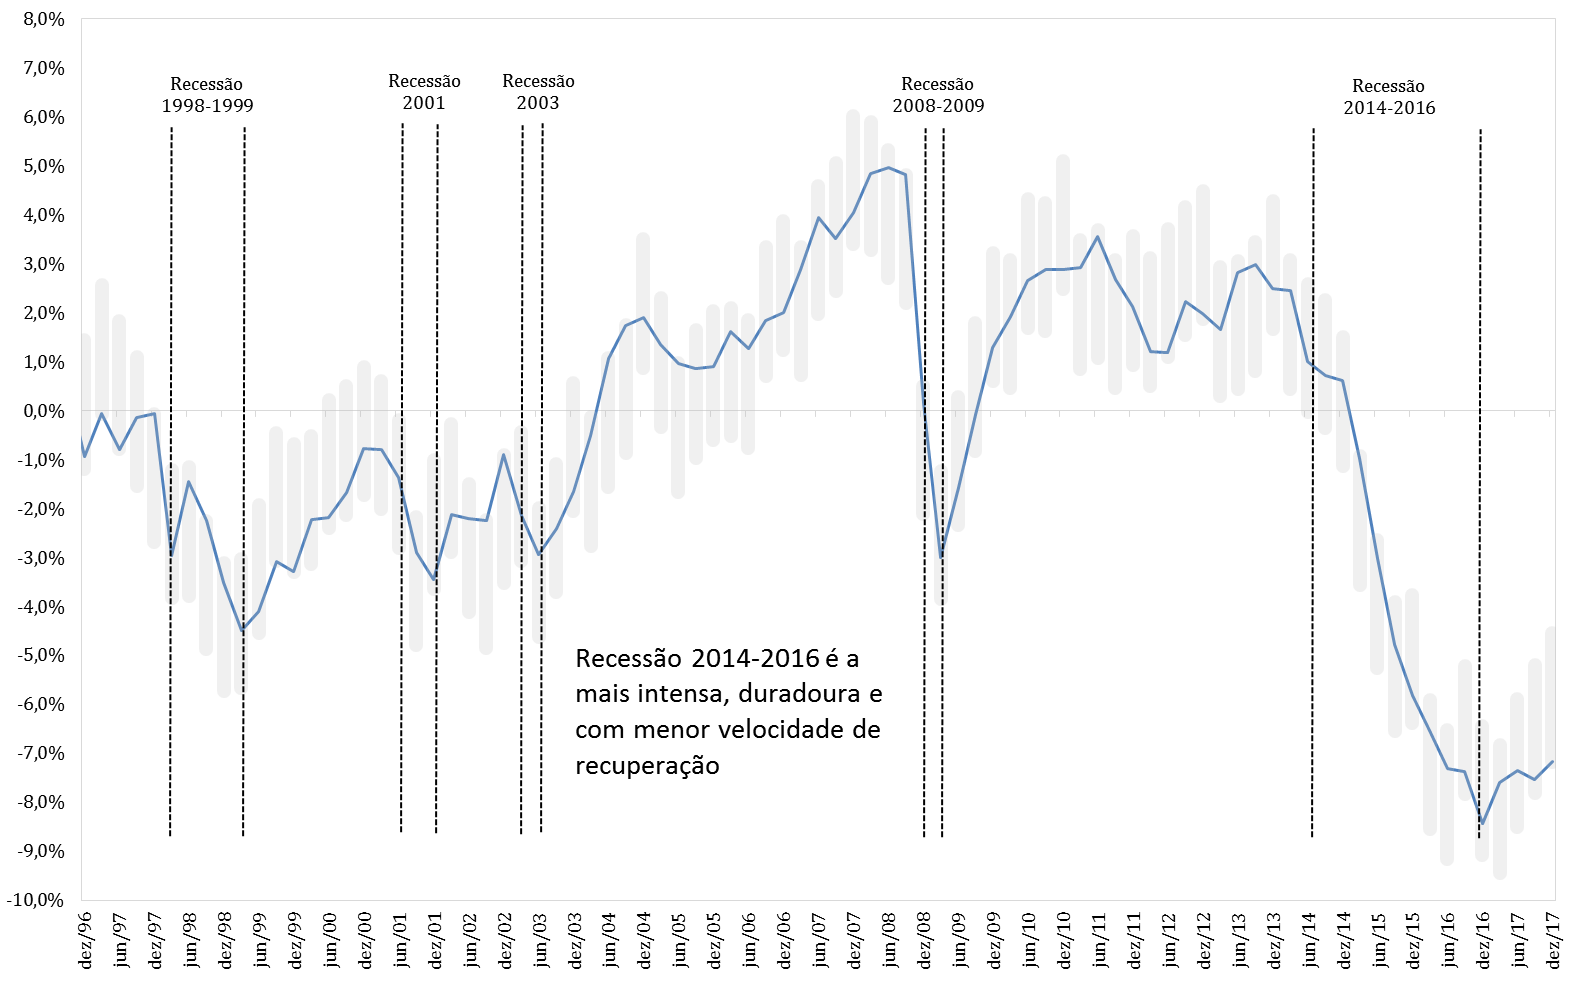 8,0%
7,0%
6,0%
5,0%
4,0%
3,0%
2,0%
1,0%
0,0%
-1,0%
-2,0%
-3,0%
-4,0%
-5,0%
-6,0%
-7,0%
-8,0%
-9,0%
-10,0%
Recessão
1998-1999
Recessão
2001
Recessão
2003
Recessão
2008-2009
Recessão
2014-2016
Recessão 2014-2016 é a
mais intensa, duradoura e
com menor velocidade de
recuperação
dez/96
jun/97
dez/97
jun/98
dez/98
jun/99
dez/99
jun/00
dez/00
jun/01
dez/01
jun/02
dez/02
jun/03
dez/03
jun/04
dez/04
jun/05
dez/05
jun/06
dez/06
jun/07
dez/07
jun/08
dez/08
jun/09
dez/09
jun/10
dez/10
jun/11
dez/11
jun/12
dez/12
jun/13
dez/13
jun/14
dez/14
jun/15
dez/15
jun/16
dez/16
jun/17
dez/17